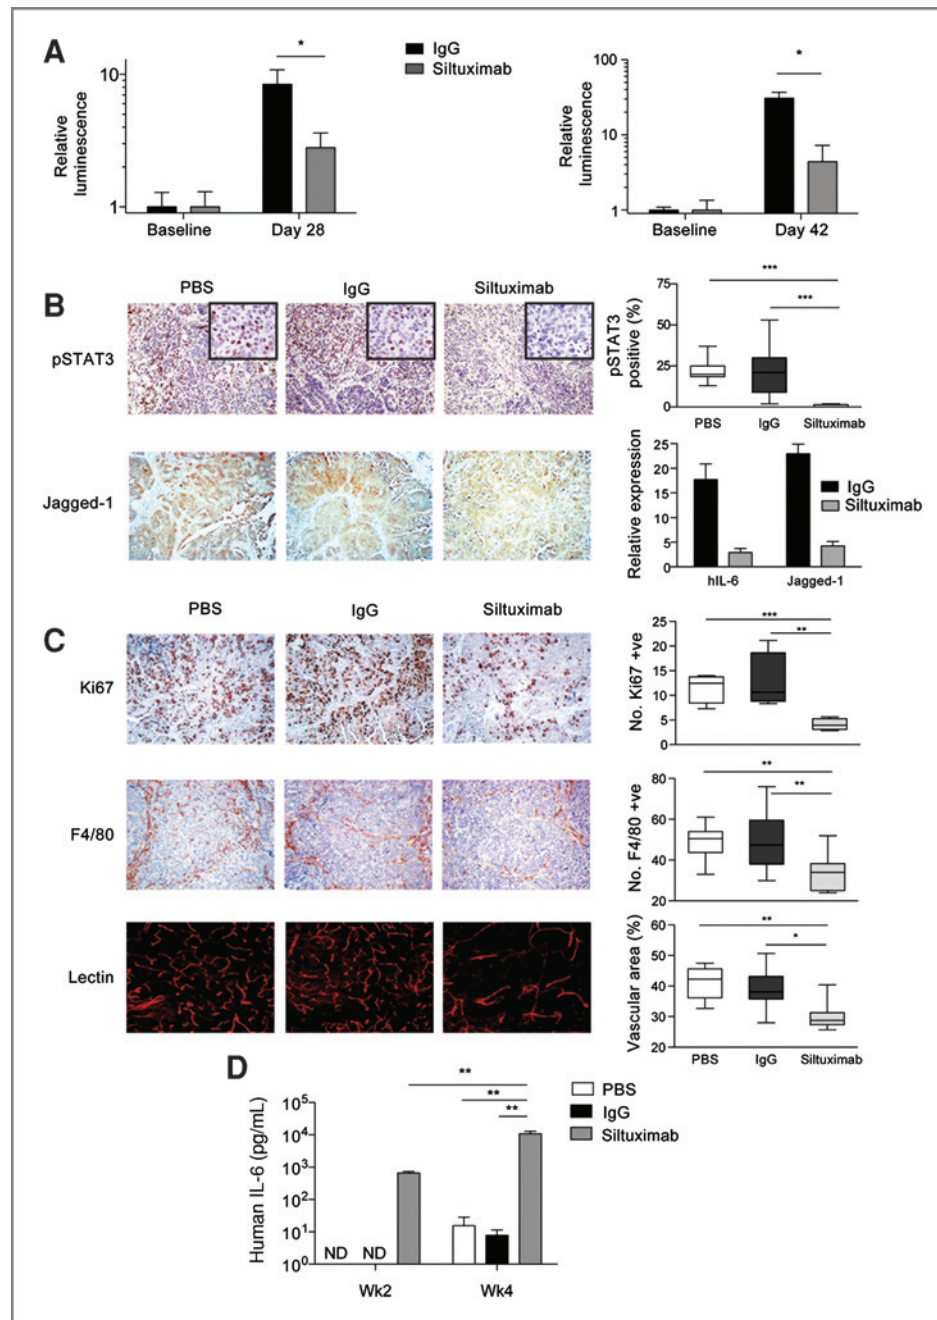 A
IgG
Siltuximab
*
10
1
Relative
luminescence
Baseline
Day 28
*
100
10
1
Relative
luminescence
Baseline
Day 42
B
PBS
IgG
Siltuximab
pSTAT3
Jagged-1
***
***
75
50
25
0
pSTAT3
positive (%)
PBS
IgG
Siltuximab
25
20
15
10
5
0
Relative expression
IgG
Siltuximab
hIL-6
Jagged-1
C
PBS
IgG
Siltuximab
Ki67
F4/80
Lectin
***
**
25
20
15
10
5
0
No. Ki67 +ve
**
**
80
60
40
20
No. F4/80 +ve
**
*
60
50
40
30
20
Vascular area (%)
PBS
IgG
Siltuximab
D
**
**
**
PBS
IgG
Siltuximab
10⁵
10⁴
10³
10²
10¹
10⁰
Human IL-6 (pg/mL)
ND
ND
Wk2
Wk4